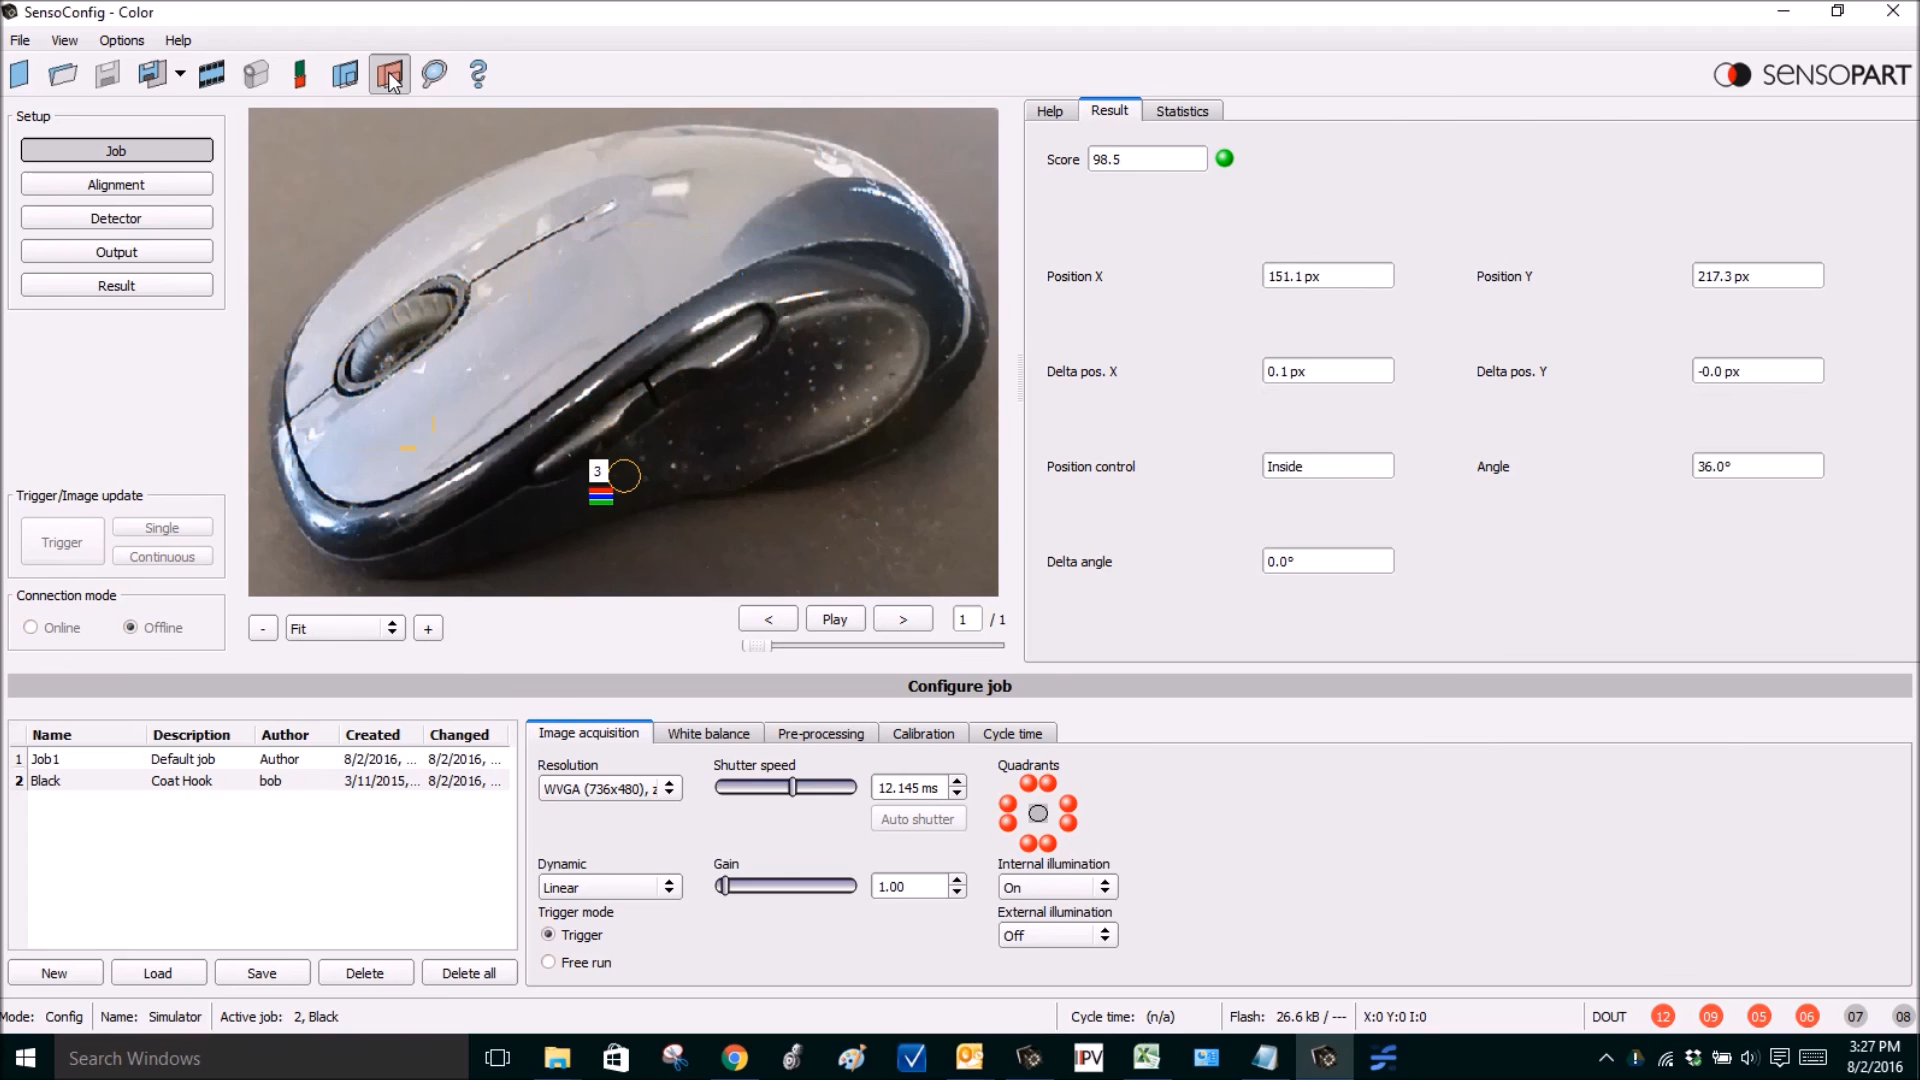 SensoConfig - Color
File View Options Help
SENSOPART
Setup
Job
Alignment
Detector
Output
Result
Trigger/Image update
Trigger
Single
Continuous
Connection mode
Online Offline
3
- Fit +
< Play > 1 / 1
Help Result Statistics
Score 98.5
Position X 151.1 px Position Y 217.3 px
Delta pos. X 0.1 px Delta pos. Y -0.0 px
Position control Inside Angle 36.0°
Delta angle 0.0°
Configure job
Name Description Author Created Changed
1 Job1 Default job Author 8/2/2016, ... 8/2/2016, ...
2 Black Coat Hook bob 3/11/2015,... 8/2/2016, ...
New Load Save Delete Delete all
Image acquisition White balance Pre-processing Calibration Cycle time
Resolution Shutter speed Quadrants
WVGA (736x480), z 12.145 ms
Auto shutter
Dynamic Gain Internal illumination
Linear 1.00 On
Trigger mode External illumination
Trigger Off
Free run
Mode: Config Name: Simulator Active job: 2, Black Cycle time: (n/a) Flash: 26.6 kB / --- X:0 Y:0 I:0 DOUT 12 09 05 06 07 08
Search Windows
IPV
3:27 PM
8/2/2016